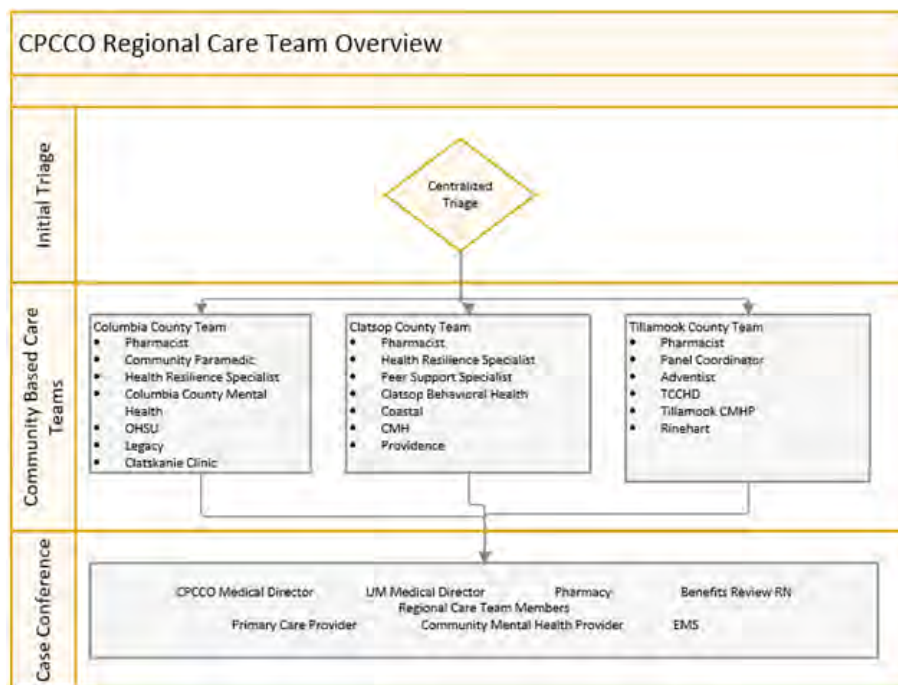 CPCCO Regional Care Team Overview
Initial Triage
Centralized
Triage
Community Based Care
Teams
Columbia County Team
• Pharmacist
• Community Paramedic
• Health Resilience Specialist
• Columbia County Mental
Health
• OHSU
• Legacy
• Clatskanie Clinic
Clatsop County Team
• Pharmacist
• Health Resilience Specialist
• Peer Support Specialist
• Clatsop Behavioral Health
• Coastal
• CMH
• Providence
Tillamook County Team
• Pharmacist
• Panel Coordinator
• Adventist
• TCCHD
• Tillamook CMHP
• Rinehart
Case Conference
CPCCO Medical Director UM Medical Director Pharmacy Benefits Review RN
Regional Care Team Members
Primary Care Provider Community Mental Health Provider EMS